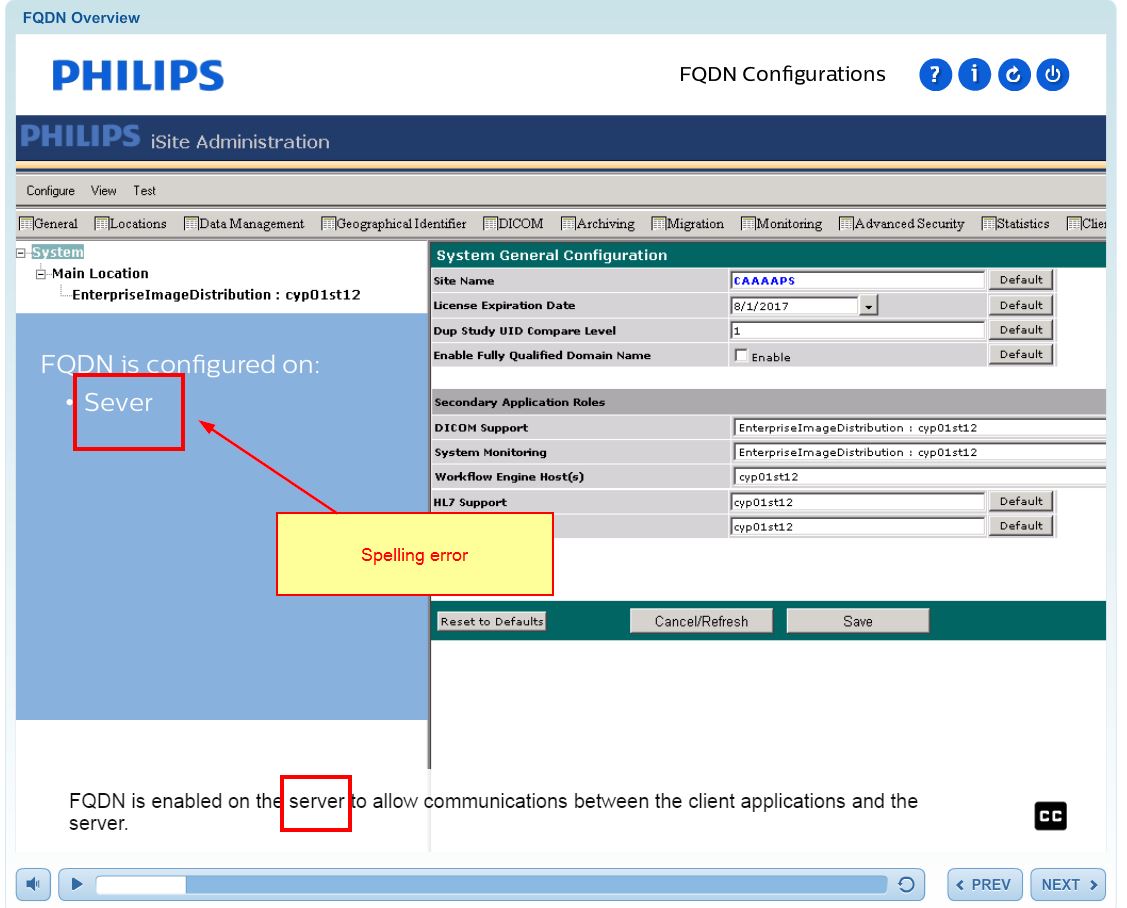 FQDN Overview
PHILIPS
FQDN Configurations
PHILIPS iSite Administration
Configure View Test
General Locations Data Management Geographical Identifier DICOM Archiving Migration Monitoring Advanced Security Statistics
System
Main Location
EnterpriseImageDistribution : cyp01st12
System General Configuration
Site Name CAAAAPS Default
License Expiration Date 8/1/2017 Default
Dup Study UID Compare Level 1 Default
Enable Fully Qualified Domain Name Enable Default
Secondary Application Roles
DICOM Support EnterpriseImageDistribution : cyp01st12
System Monitoring EnterpriseImageDistribution : cyp01st12
Workflow Engine Host(s) cyp01st12
HL7 Support cyp01st12 Default
cyp01st12 Default
Reset to Defaults Cancel/Refresh Save
FQDN is configured on:
• Sever
Spelling error
FQDN is enabled on the server to allow communications between the client applications and the
server.
CC
PREV NEXT